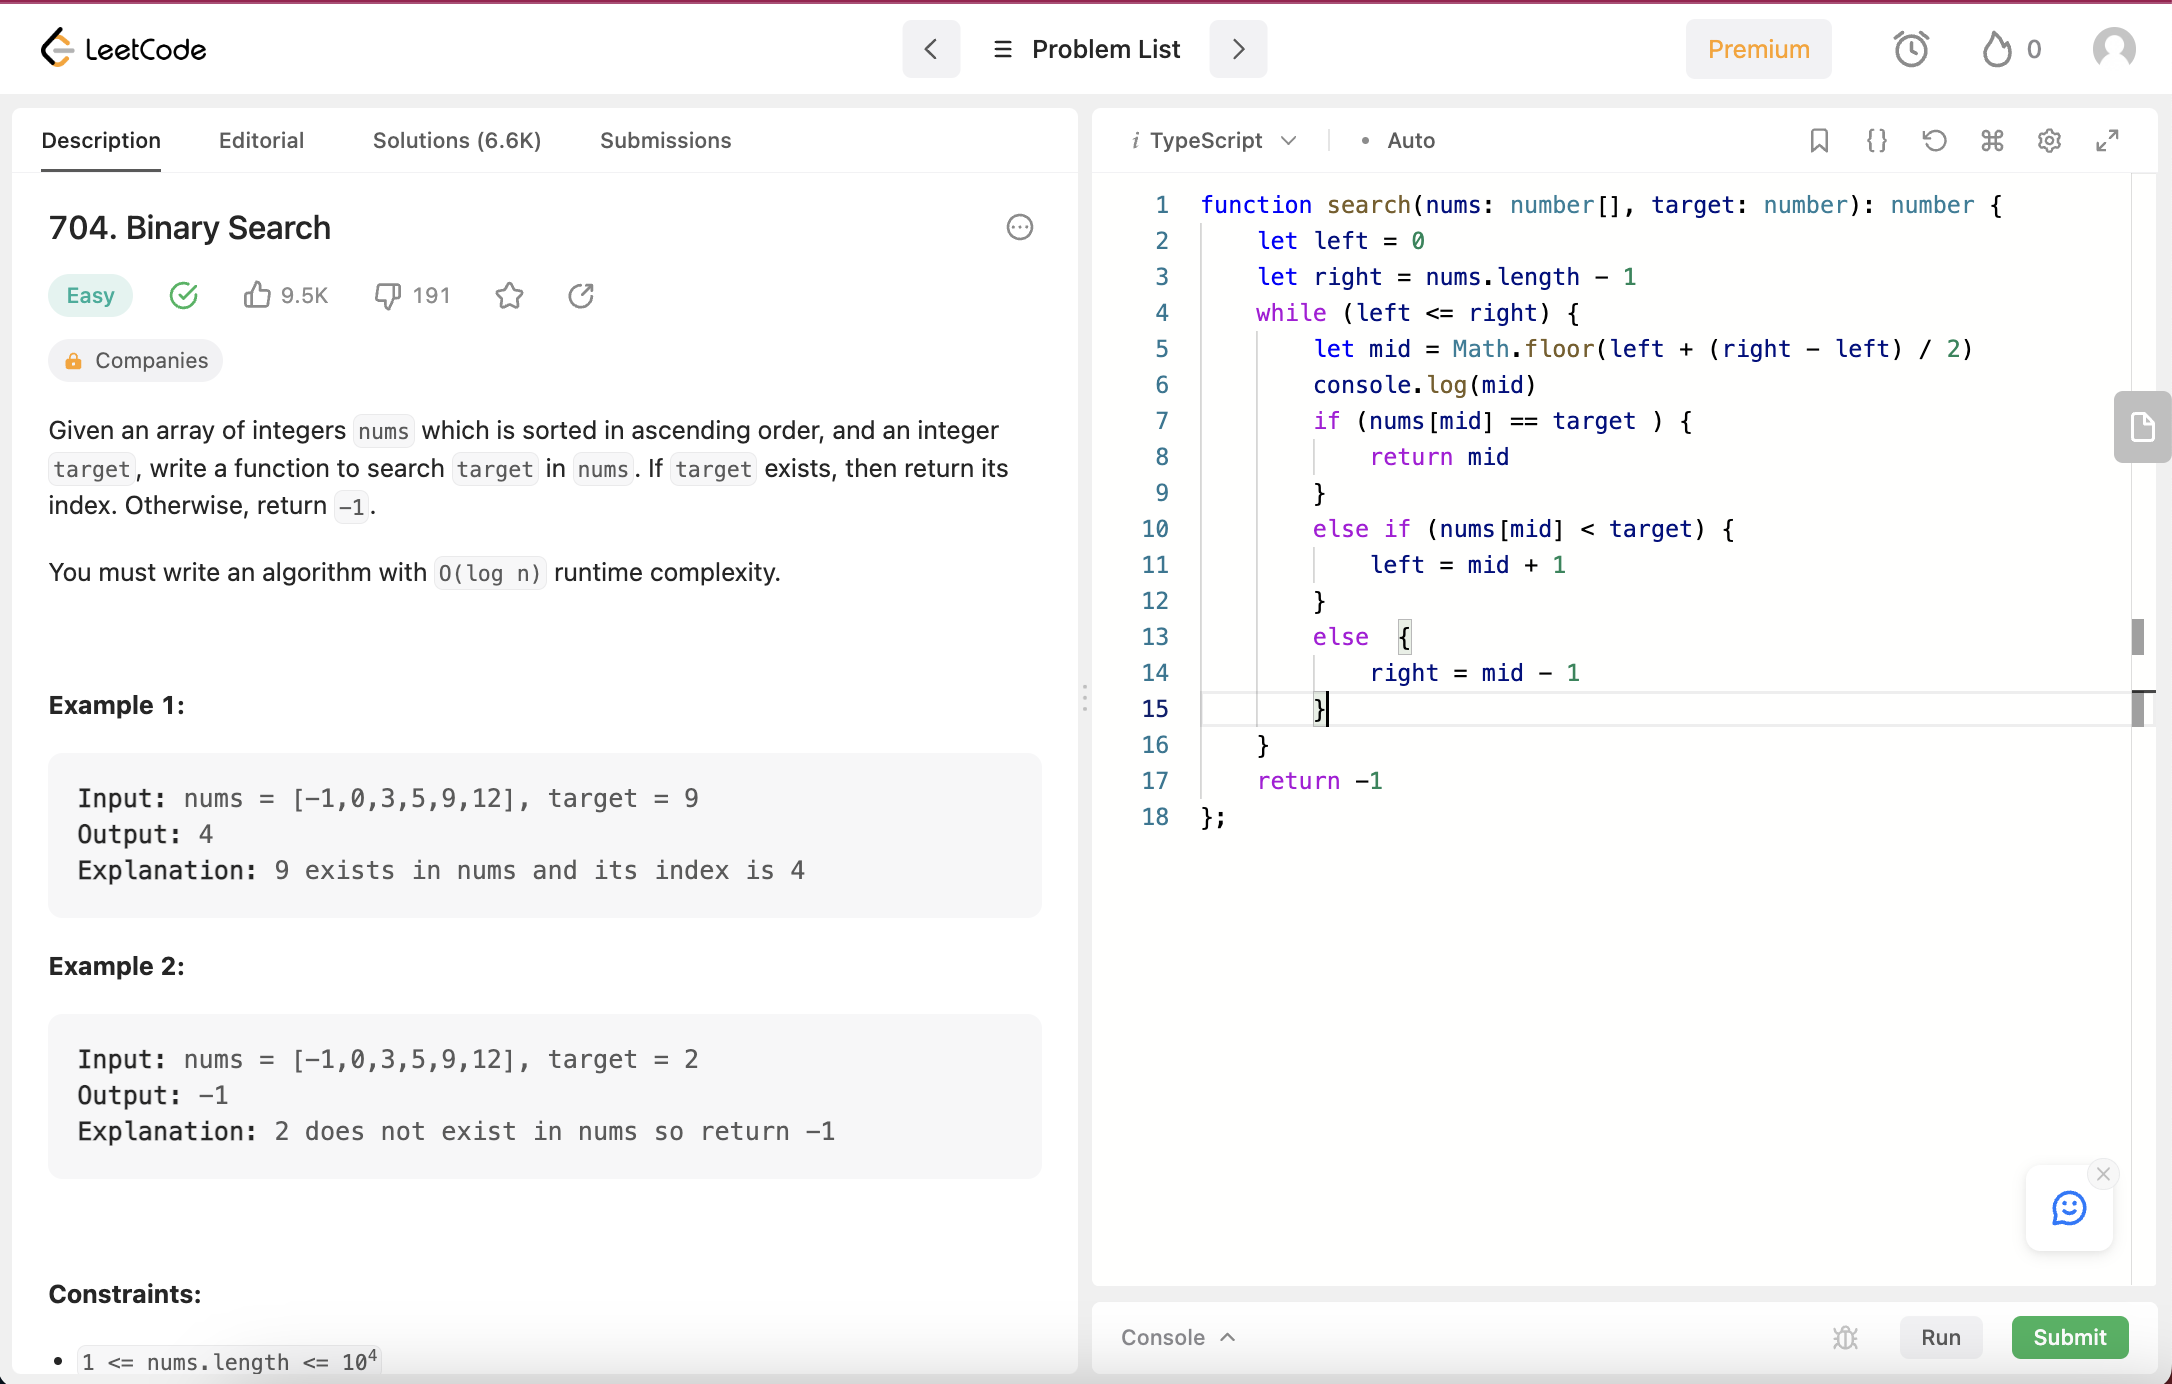 LeetCode
Problem List
Premium
0
Description Editorial Solutions (6.6K) Submissions
704. Binary Search
Easy 9.5K 191
Companies
Given an array of integers nums which is sorted in ascending order, and an integer
target, write a function to search target in nums. If target exists, then return its
index. Otherwise, return -1.
You must write an algorithm with O(log n) runtime complexity.
Example 1:
Input: nums = [-1,0,3,5,9,12], target = 9
Output: 4
Explanation: 9 exists in nums and its index is 4
Example 2:
Input: nums = [-1,0,3,5,9,12], target = 2
Output: -1
Explanation: 2 does not exist in nums so return -1
Constraints:
• 1 <= nums.length <= 10⁴
i TypeScript • Auto
1 function search(nums: number[], target: number): number {
2 let left = 0
3 let right = nums.length - 1
4 while (left <= right) {
5 let mid = Math.floor(left + (right - left) / 2)
6 console.log(mid)
7 if (nums[mid] == target ) {
8 return mid
9 }
10 else if (nums[mid] < target) {
11 left = mid + 1
12 }
13 else  {
14 right = mid - 1
15 }
16 }
17 return -1
18 };
Console Run Submit